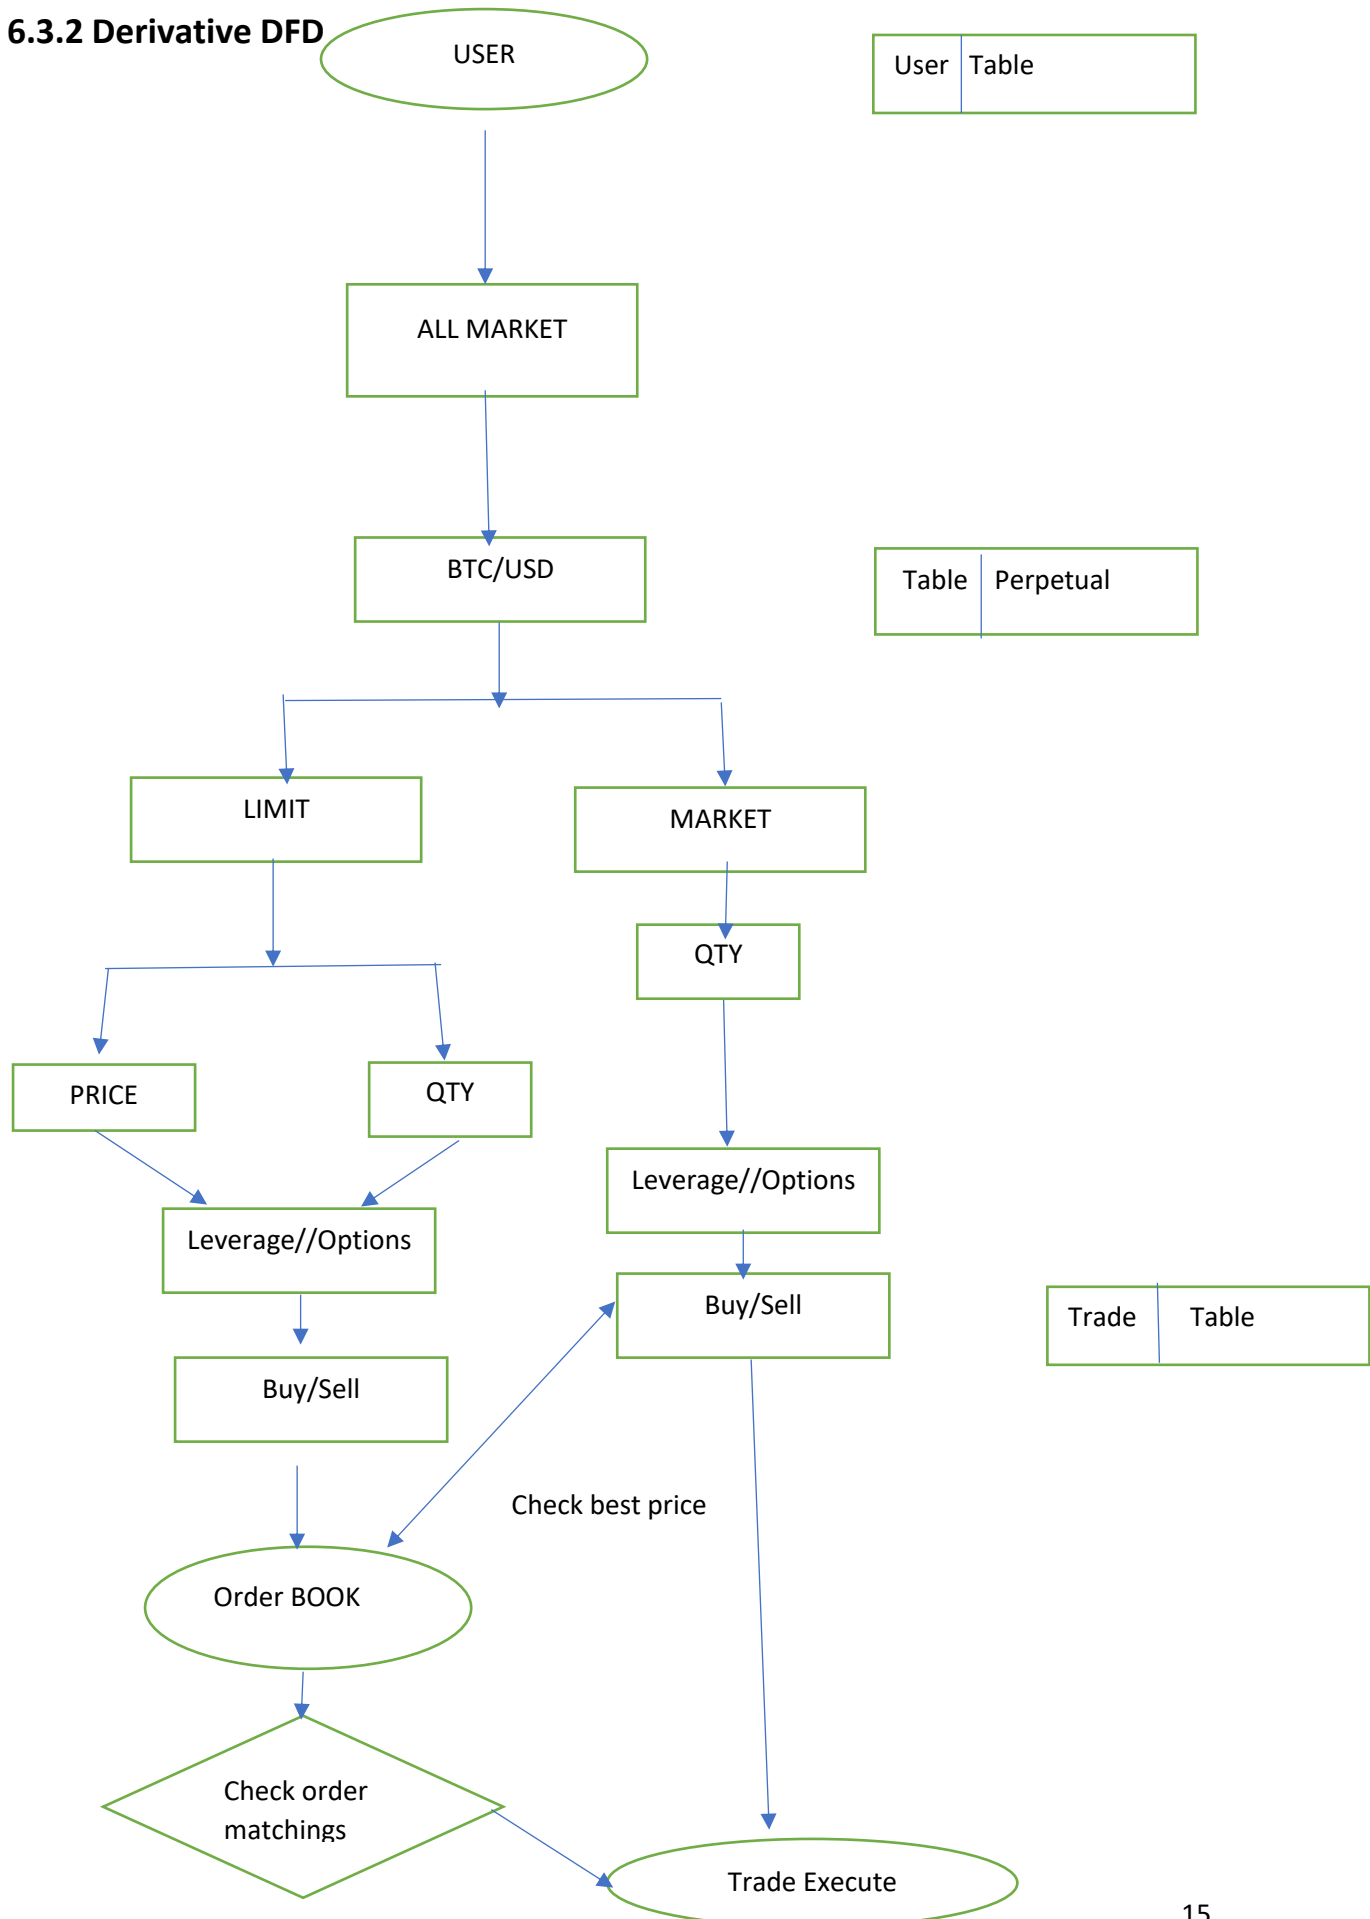 6.3.2 Derivative DFD
USER
User Table
ALL MARKET
BTC/USD
Table Perpetual
LIMIT
MARKET
QTY
PRICE
QTY
Leverage//Options
Leverage//Options
Buy/Sell
Trade Table
Buy/Sell
Check best price
Order BOOK
Check order
matchings
Trade Execute
15